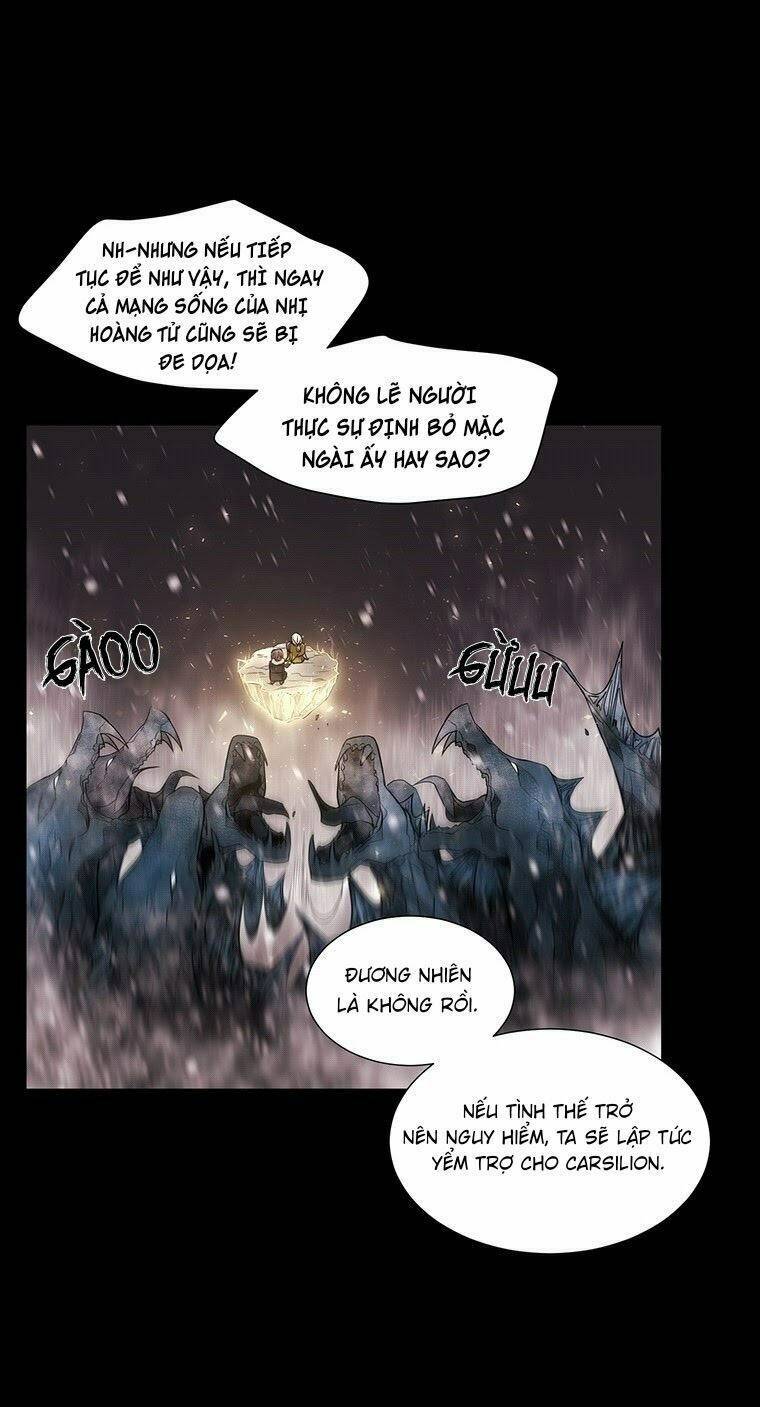 NH-NHƯNG NẾU TIẾP
TỤC ĐỂ NHƯ VẬY, THÌ NGAY
CẢ MẠNG SỐNG CỦA NHỊ
HOÀNG TỬ CŨNG SẼ BỊ
ĐE DỌA!
KHÔNG LẼ NGƯỜI
THỰC SỰ ĐỊNH BỎ MẶC
NGÀI ẤY HAY SAO?
GÀOO
GỪUU
ĐƯƠNG NHIÊN
LÀ KHÔNG RỒI.
NẾU TÌNH THẾ TRỞ
NÊN NGUY HIỂM, TA SẼ LẬP TỨC
YỂM TRỢ CHO CARSILION.